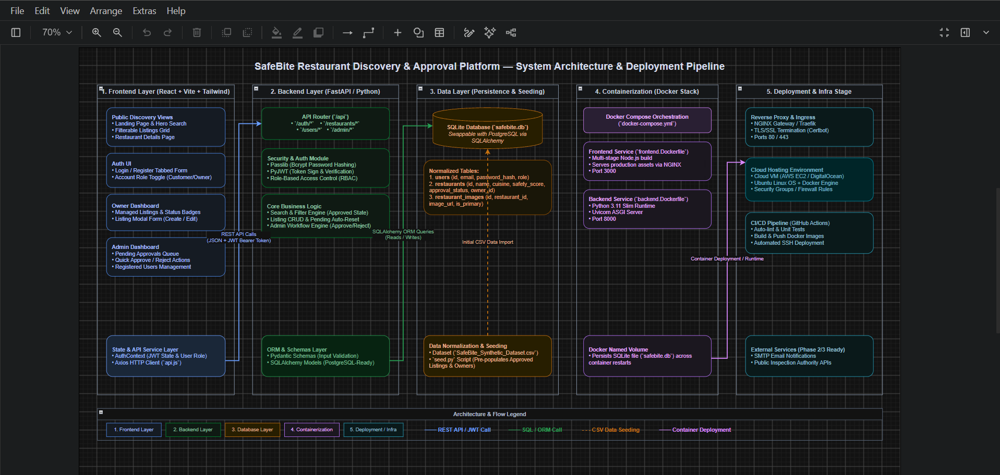 File Edit View Arrange Extras Help
70%
SafeBite Restaurant Discovery & Approval Platform — System Architecture & Deployment Pipeline
1. Frontend Layer (React + Vite + Tailwind)
Public Discovery Views
• Landing Page & Hero Search
• Filterable Listings Grid
• Restaurant Details Page
Auth UI
• Login / Register Tabbed Form
• Account Role Toggle (Customer/Owner)
Owner Dashboard
• Managed Listings & Status Badges
• Listing Modal Form (Create / Edit)
Admin Dashboard
• Pending Approvals Queue
• Quick Approve / Reject Actions
• Registered Users Management
State & API Service Layer
• AuthContext (JWT State & User Role)
• Axios HTTP Client (`api.js`)
REST API Calls
(JSON + JWT Bearer Token)
2. Backend Layer (FastAPI / Python)
API Router (`/api`)
• `/auth/*` • `/restaurants/*`
• `/users/*` • `/admin/*`
Security & Auth Module
• Passlib (Bcrypt Password Hashing)
• PyJWT (Token Sign & Verification)
• Role-Based Access Control (RBAC)
Core Business Logic
• Search & Filter Engine (Approved State)
• Listing CRUD & Pending Auto-Reset
• Admin Workflow Engine (Approve/Reject)
ORM & Schemas Layer
• Pydantic Schemas (Input Validation)
• SQLAlchemy Models (PostgreSQL-Ready)
SQLAlchemy ORM Queries
(Reads / Writes)
3. Data Layer (Persistence & Seeding)
SQLite Database (`safebite.db`)
Swappable with PostgreSQL via
SQLAlchemy
Normalized Tables:
1. users (id, email, password_hash, role)
2. restaurants (id, name, cuisine, safety_score,
approval_status, owner_id)
3. restaurant_images (id, restaurant_id,
image_url, is_primary)
Initial CSV Data Import
Data Normalization & Seeding
• Dataset (`SafeBite_Synthetic_Dataset.csv`)
• `seed.py` Script (Pre-populates Approved
Listings & Owners)
4. Containerization (Docker Stack)
Docker Compose Orchestration
(`docker-compose.yml`)
Frontend Service (`frontend.Dockerfile`)
• Multi-stage Node.js build
• Serves production assets via NGINX
• Port 3000
Backend Service (`backend.Dockerfile`)
• Python 3.11 Slim Runtime
• Uvicorn ASGI Server
• Port 8000
Docker Named Volume
• Persists SQLite file (`safebite.db`) across
container restarts
Container Deployment / Runtime
5. Deployment & Infra Stage
Reverse Proxy & Ingress
• NGINX Gateway / Traefik
• TLS/SSL Termination (Certbot)
• Ports 80 / 443
Cloud Hosting Environment
• Cloud VM (AWS EC2 / DigitalOcean)
• Ubuntu Linux OS + Docker Engine
• Security Groups / Firewall Rules
CI/CD Pipeline (GitHub Actions)
• Auto-lint & Unit Tests
• Build & Push Docker Images
• Automated SSH Deployment
External Services (Phase 2/3 Ready)
• SMTP Email Notifications
• Public Inspection Authority APIs
Architecture & Flow Legend
1. Frontend Layer
2. Backend Layer
3. Database Layer
4. Containerization
5. Deployment / Infra
REST API / JWT Call
SQL / ORM Call
CSV Data Seeding
Container Deployment